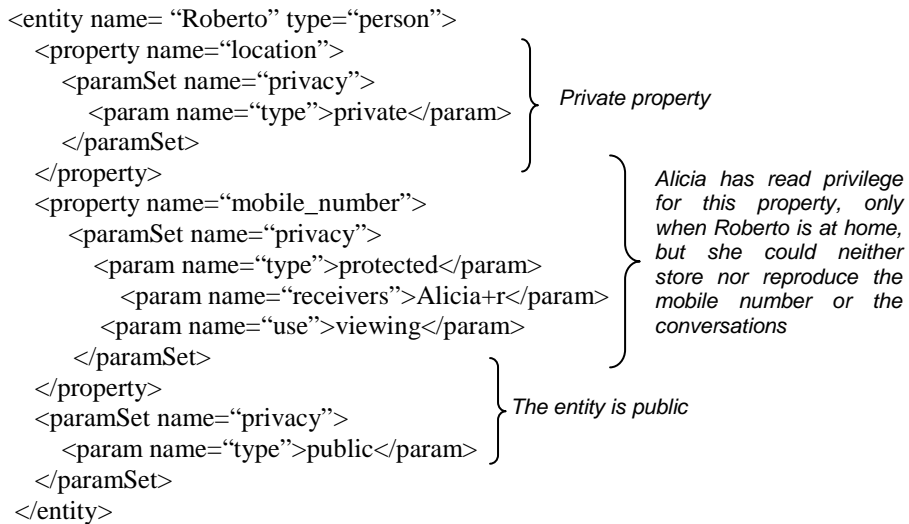 <entity name= “Roberto” type=“person”>
<property name=“location”>
<paramSet name=“privacy”>
<param name=“type”>private</param>
</paramSet>
</property>
Private property
<property name=“mobile_number”>
<paramSet name=“privacy”>
<param name=“type”>protected</param>
<param name=“receivers”>Alicia+r</param>
<param name=“use”>viewing</param>
</paramSet>
</property>
Alicia has read privilege
for this property, only
when Roberto is at home,
but she could neither
store nor reproduce the
mobile number or the
conversations
<paramSet name=“privacy”>
<param name=“type”>public</param>
</paramSet>
The entity is public
</entity>